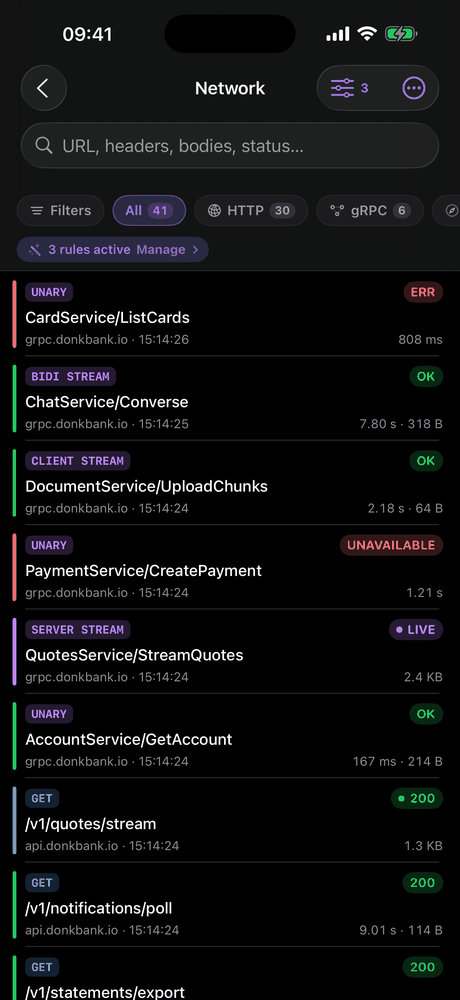 09:41
Network
3
URL, headers, bodies, status...
Filters
All 41
HTTP 30
gRPC 6
3 rules active Manage >
UNARY
ERR
CardService/ListCards
grpc.donkbank.io · 15:14:26
808 ms
BIDI STREAM
OK
ChatService/Converse
grpc.donkbank.io · 15:14:25
7.80 s · 318 B
CLIENT STREAM
OK
DocumentService/UploadChunks
grpc.donkbank.io · 15:14:24
2.18 s · 64 B
UNARY
UNAVAILABLE
PaymentService/CreatePayment
grpc.donkbank.io · 15:14:24
1.21 s
SERVER STREAM
LIVE
QuotesService/StreamQuotes
grpc.donkbank.io · 15:14:24
2.4 KB
UNARY
OK
AccountService/GetAccount
grpc.donkbank.io · 15:14:24
167 ms · 214 B
GET
200
/v1/quotes/stream
api.donkbank.io · 15:14:24
1.3 KB
GET
200
/v1/notifications/poll
api.donkbank.io · 15:14:24
9.01 s · 114 B
GET
200
/v1/statements/export